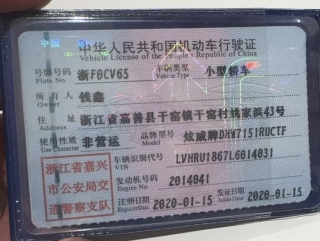 中华人民共和国机动车行驶证
Vehicle License of the People's Republic of China
号牌号码 浙F0CV65 车辆类型 小型轿车
Plate No. Vehicle Type
所有人 钱鑫
Owner
住址 浙江省嘉善县干窑镇干窑村姚家浜43号
Address
使用性质 非营运 品牌型号 炫威牌DHW7151RUCTF
Use Character Model
浙江省嘉兴市公安局交通警察支队
车辆识别代号 LVHRU1867L6014031
VIN
发动机号码 2014041
Engine No.
注册日期 2020-01-15 发证日期 2020-01-15
Register Date Issue Date